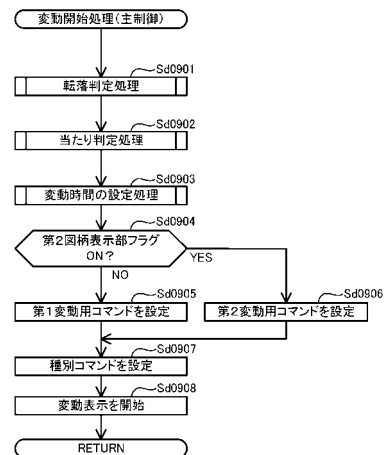 変動開始処理(主制御)
Sd0901
転落判定処理
Sd0902
当たり判定処理
Sd0903
変動時間の設定処理
Sd0904
第2図柄表示部フラグ
ON?
YES
NO
Sd0905
第1変動用コマンドを設定
Sd0906
第2変動用コマンドを設定
Sd0907
種別コマンドを設定
Sd0908
変動表示を開始
RETURN